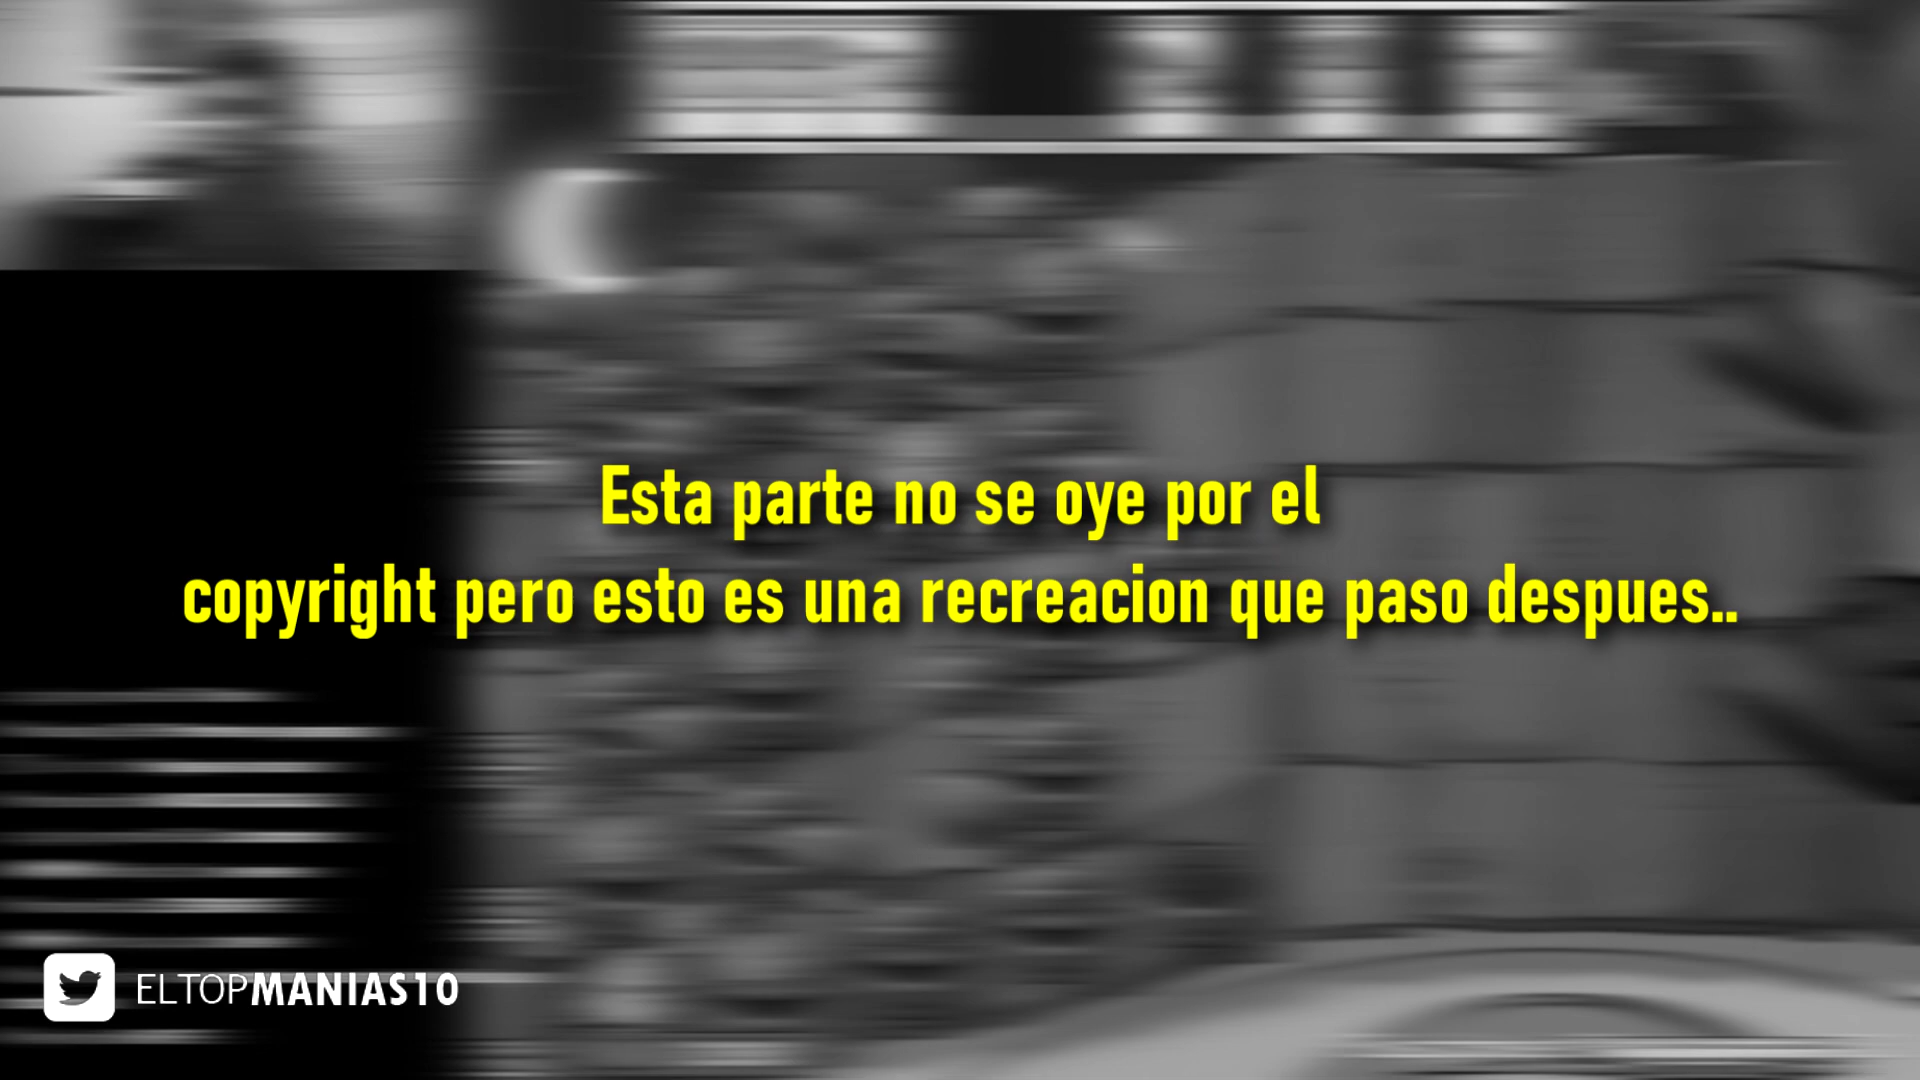 Esta parte no se oye por el
copyright pero esto es una recreacion que paso despues..
ELTOPMANIAS10